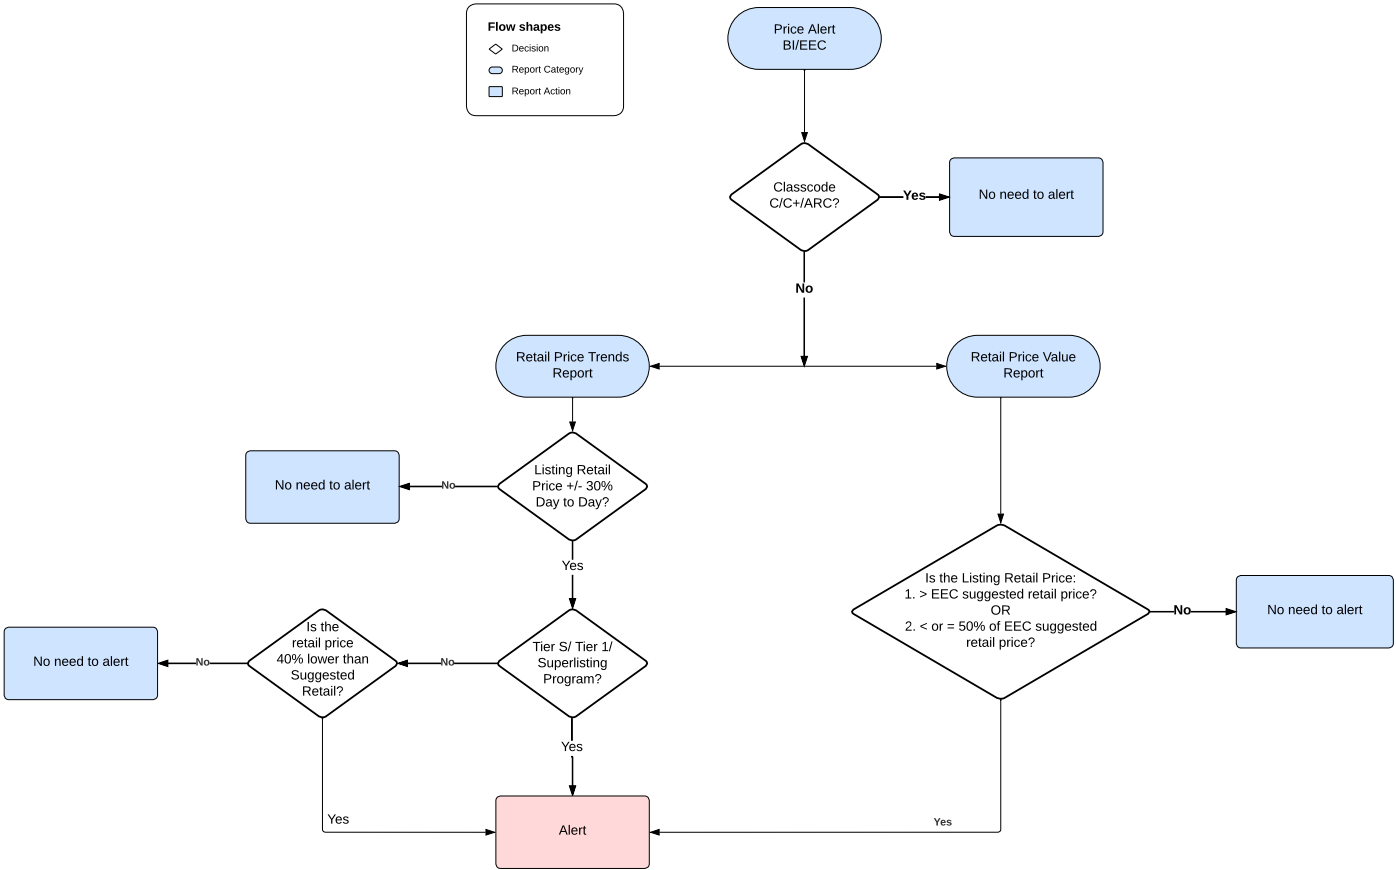 Flow shapes
Decision
Report Category
Report Action
Price Alert
BI/EEC
Classcode
C/C+/ARC?
Yes
No need to alert
No
Retail Price Trends
Report
Retail Price Value
Report
Listing Retail
Price +/- 30%
Day to Day?
No
No need to alert
Yes
Is the Listing Retail Price:
1. > EEC suggested retail price?
OR
2. < or = 50% of EEC suggested
retail price?
No
No need to alert
Tier S/ Tier 1/
Superlisting
Program?
No
Is the
retail price
40% lower than
Suggested
Retail?
No
No need to alert
Yes
Yes
Yes
Alert